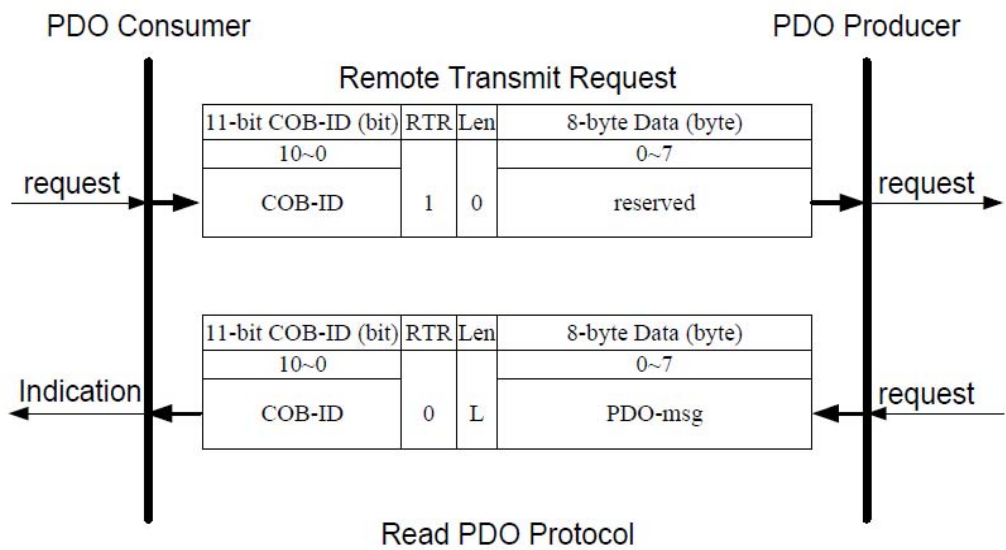 PDO Consumer PDO Producer
Remote Transmit Request
11-bit COB-ID (bit) RTR Len 8-byte Data (byte)
10~0 0~7
request COB-ID 1 0 reserved request
11-bit COB-ID (bit) RTR Len 8-byte Data (byte)
10~0 0~7
Indication COB-ID 0 L PDO-msg request
Read PDO Protocol